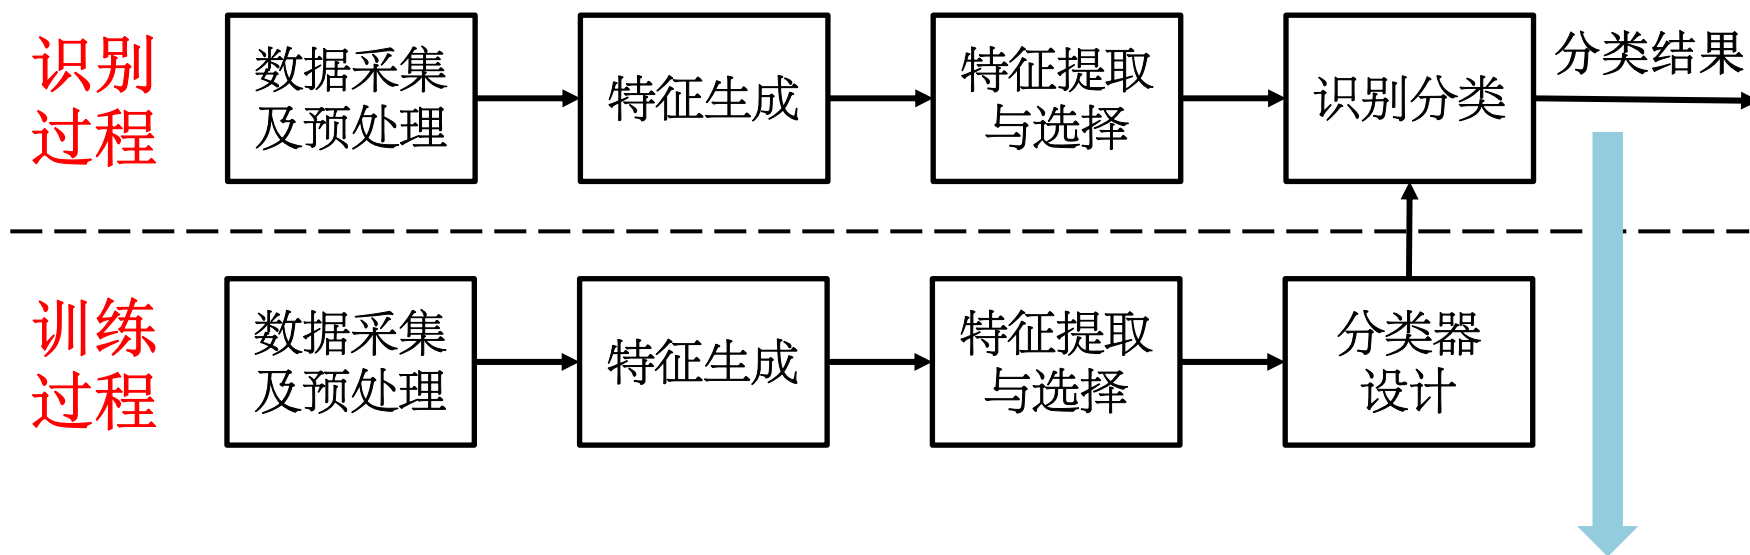 识别
过程
数据采集
及预处理
特征生成
特征提取
与选择
识别分类
分类结果
训练
过程
数据采集
及预处理
特征生成
特征提取
与选择
分类器
设计